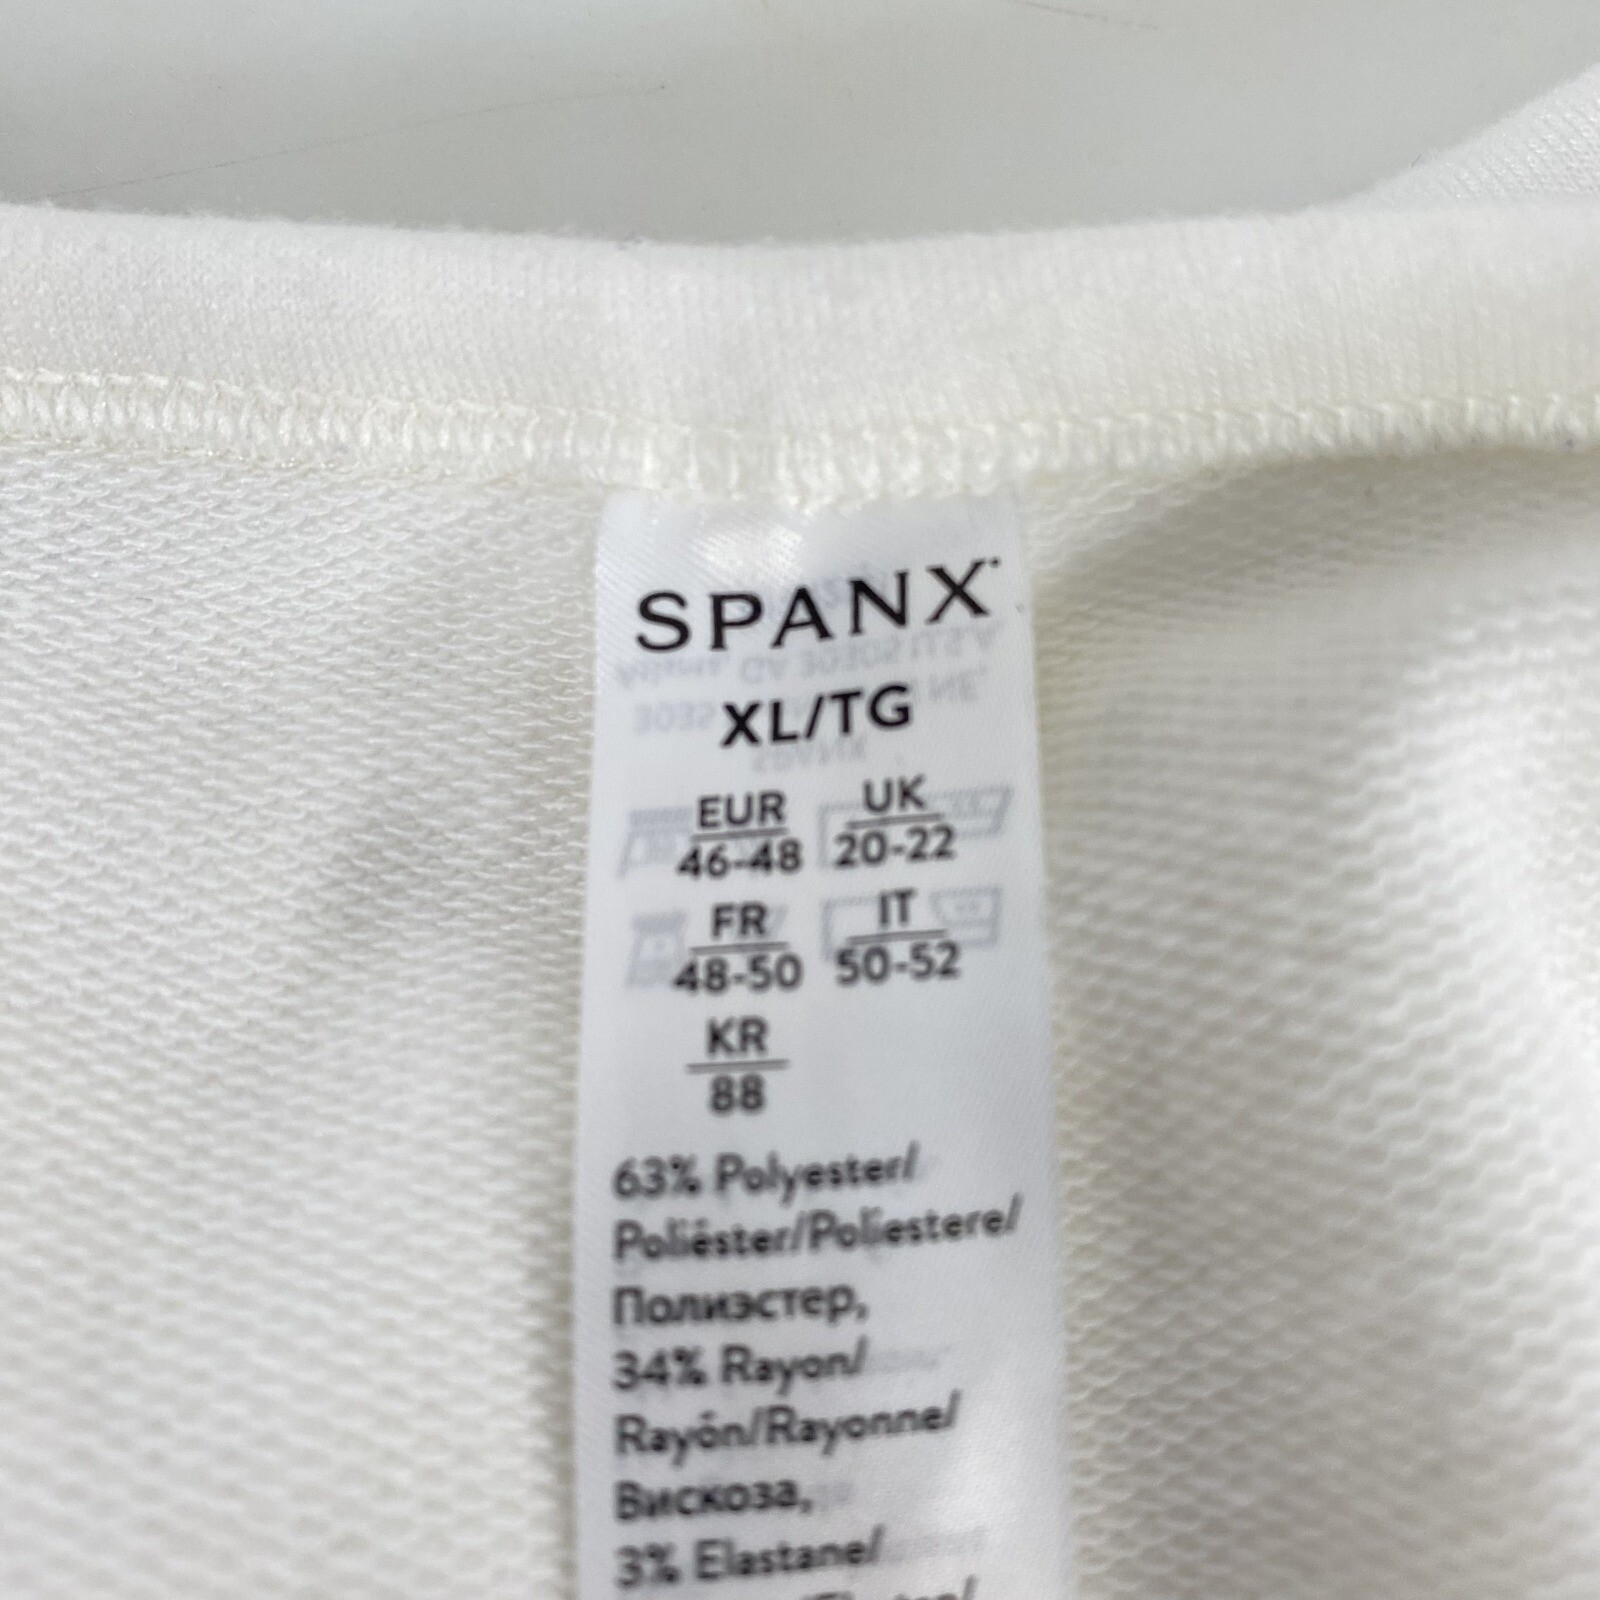 SPANX
XL/TG
EUR UK
46-48 20-22
FR IT
48-50 50-52
KR
88
63% Polyester/
Poliéster/Poliestere/
Полиэстер,
34% Rayon/
Rayón/Rayonne/
Вискоза,
3% Elastane/